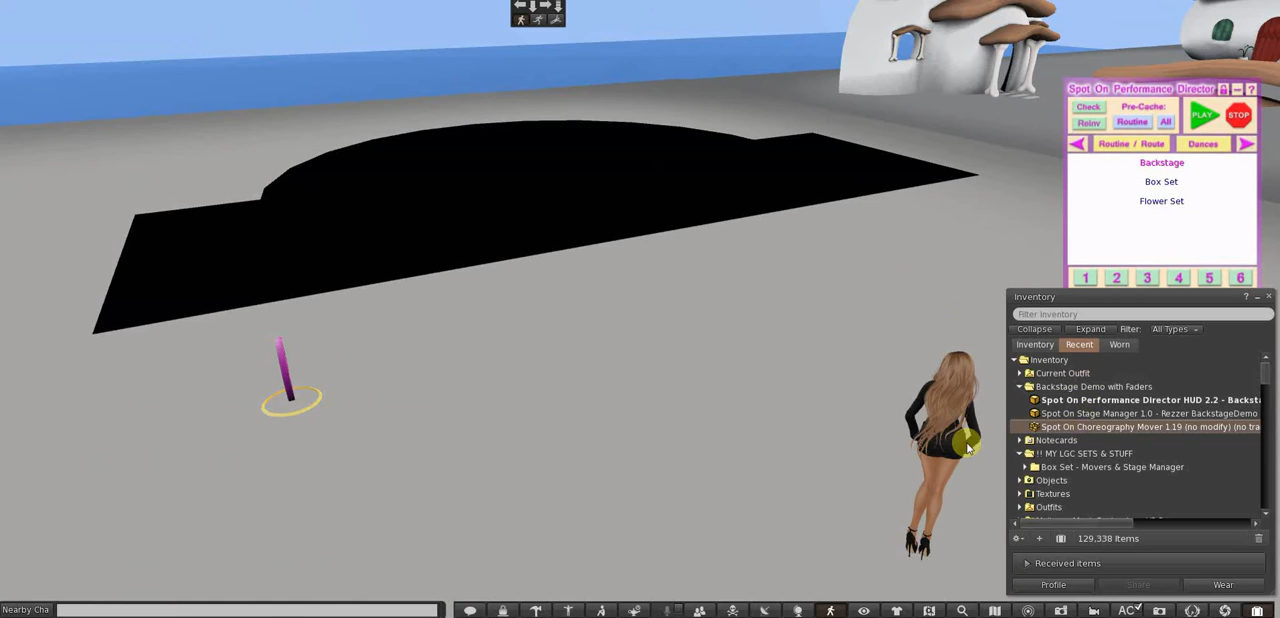 Spot On Performance Director ?
Check Pre-Cache: PLAY STOP
ReInv Routine All
Routine / Route Dances
Backstage
Box Set
Flower Set
1 2 3 4 5 6
Inventory ?
Filter Inventory
Collapse Expand Filter: All Types
Inventory Recent Worn
Inventory
Current Outfit
Backstage Demo with Faders
Spot On Performance Director HUD 2.2 - Backsta
Spot On Stage Manager 1.0 - Rezzer BackstageDemo
Spot On Choreography Mover 1.19 (no modify) (no tra
Notecards
!! MY LGC SETS & STUFF
Box Set - Movers & Stage Manager
Objects
Textures
Outfits
129,338 Items
Received items
Profile Share Wear
Nearby Cha
AC